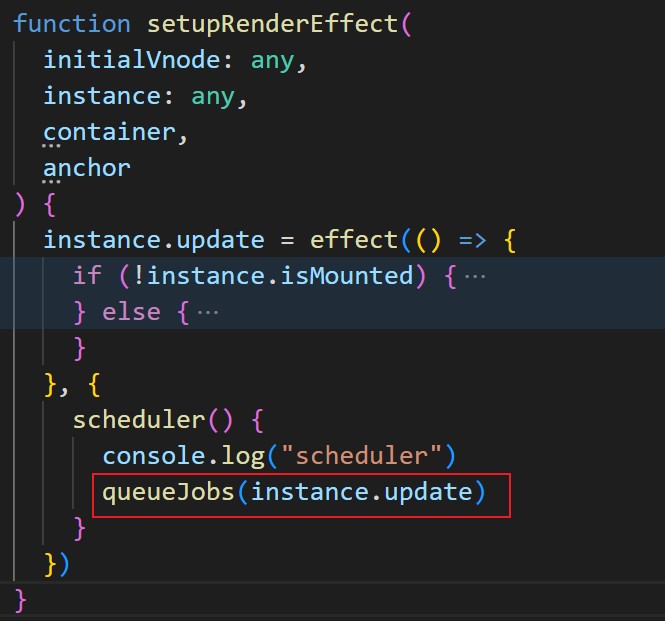 function setupRenderEffect(
  initialVnode: any,
  instance: any,
  container,
  anchor
) {
  instance.update = effect(() => {
    if (!instance.isMounted) {···
    } else {···
    }
  }, {
    scheduler() {
      console.log("scheduler")
      queueJobs(instance.update)
    }
  })
}